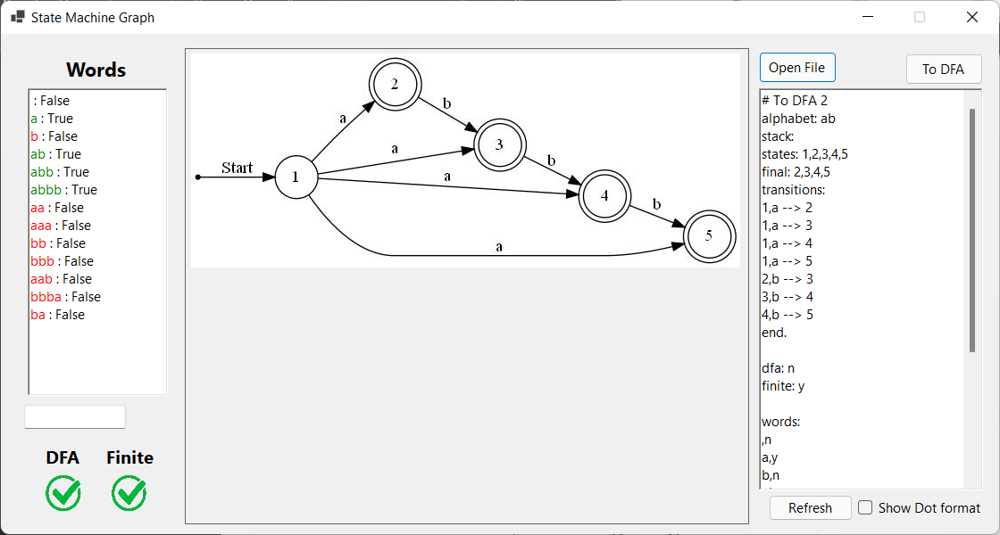 State Machine Graph
Words
: False
a : True
b : False
ab : True
abb : True
abbb : True
aa : False
aaa : False
bb : False
bbb : False
aab : False
bbba : False
ba : False
DFA Finite
Start
1
a
2
b
a
3
b
a
4
b
a
5
Open File
To DFA
# To DFA 2
alphabet: ab
stack:
states: 1,2,3,4,5
final: 2,3,4,5
transitions:
1,a --> 2
1,a --> 3
1,a --> 4
1,a --> 5
2,b --> 3
3,b --> 4
4,b --> 5
end.
dfa: n
finite: y
words:
,n
a,y
b,n
Refresh
Show Dot format